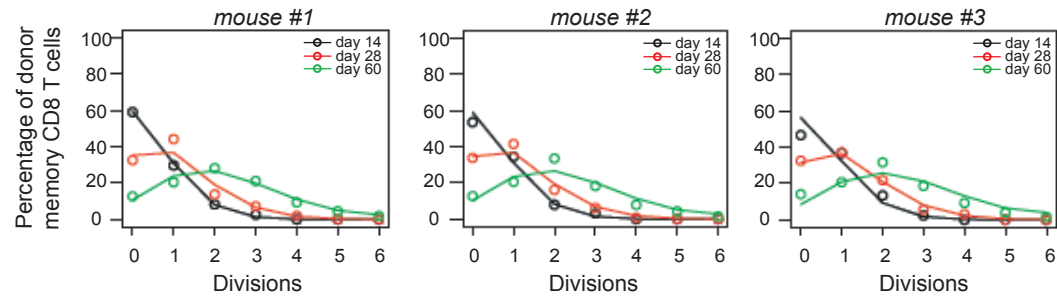 mouse #1
mouse #2
mouse #3
Percentage of donor
memory CD8 T cells
100
80
60
40
20
0
day 14
day 28
day 60
0 1 2 3 4 5 6
Divisions
100
80
60
40
20
0
day 14
day 28
day 60
0 1 2 3 4 5 6
Divisions
100
80
60
40
20
0
day 14
day 28
day 60
0 1 2 3 4 5 6
Divisions